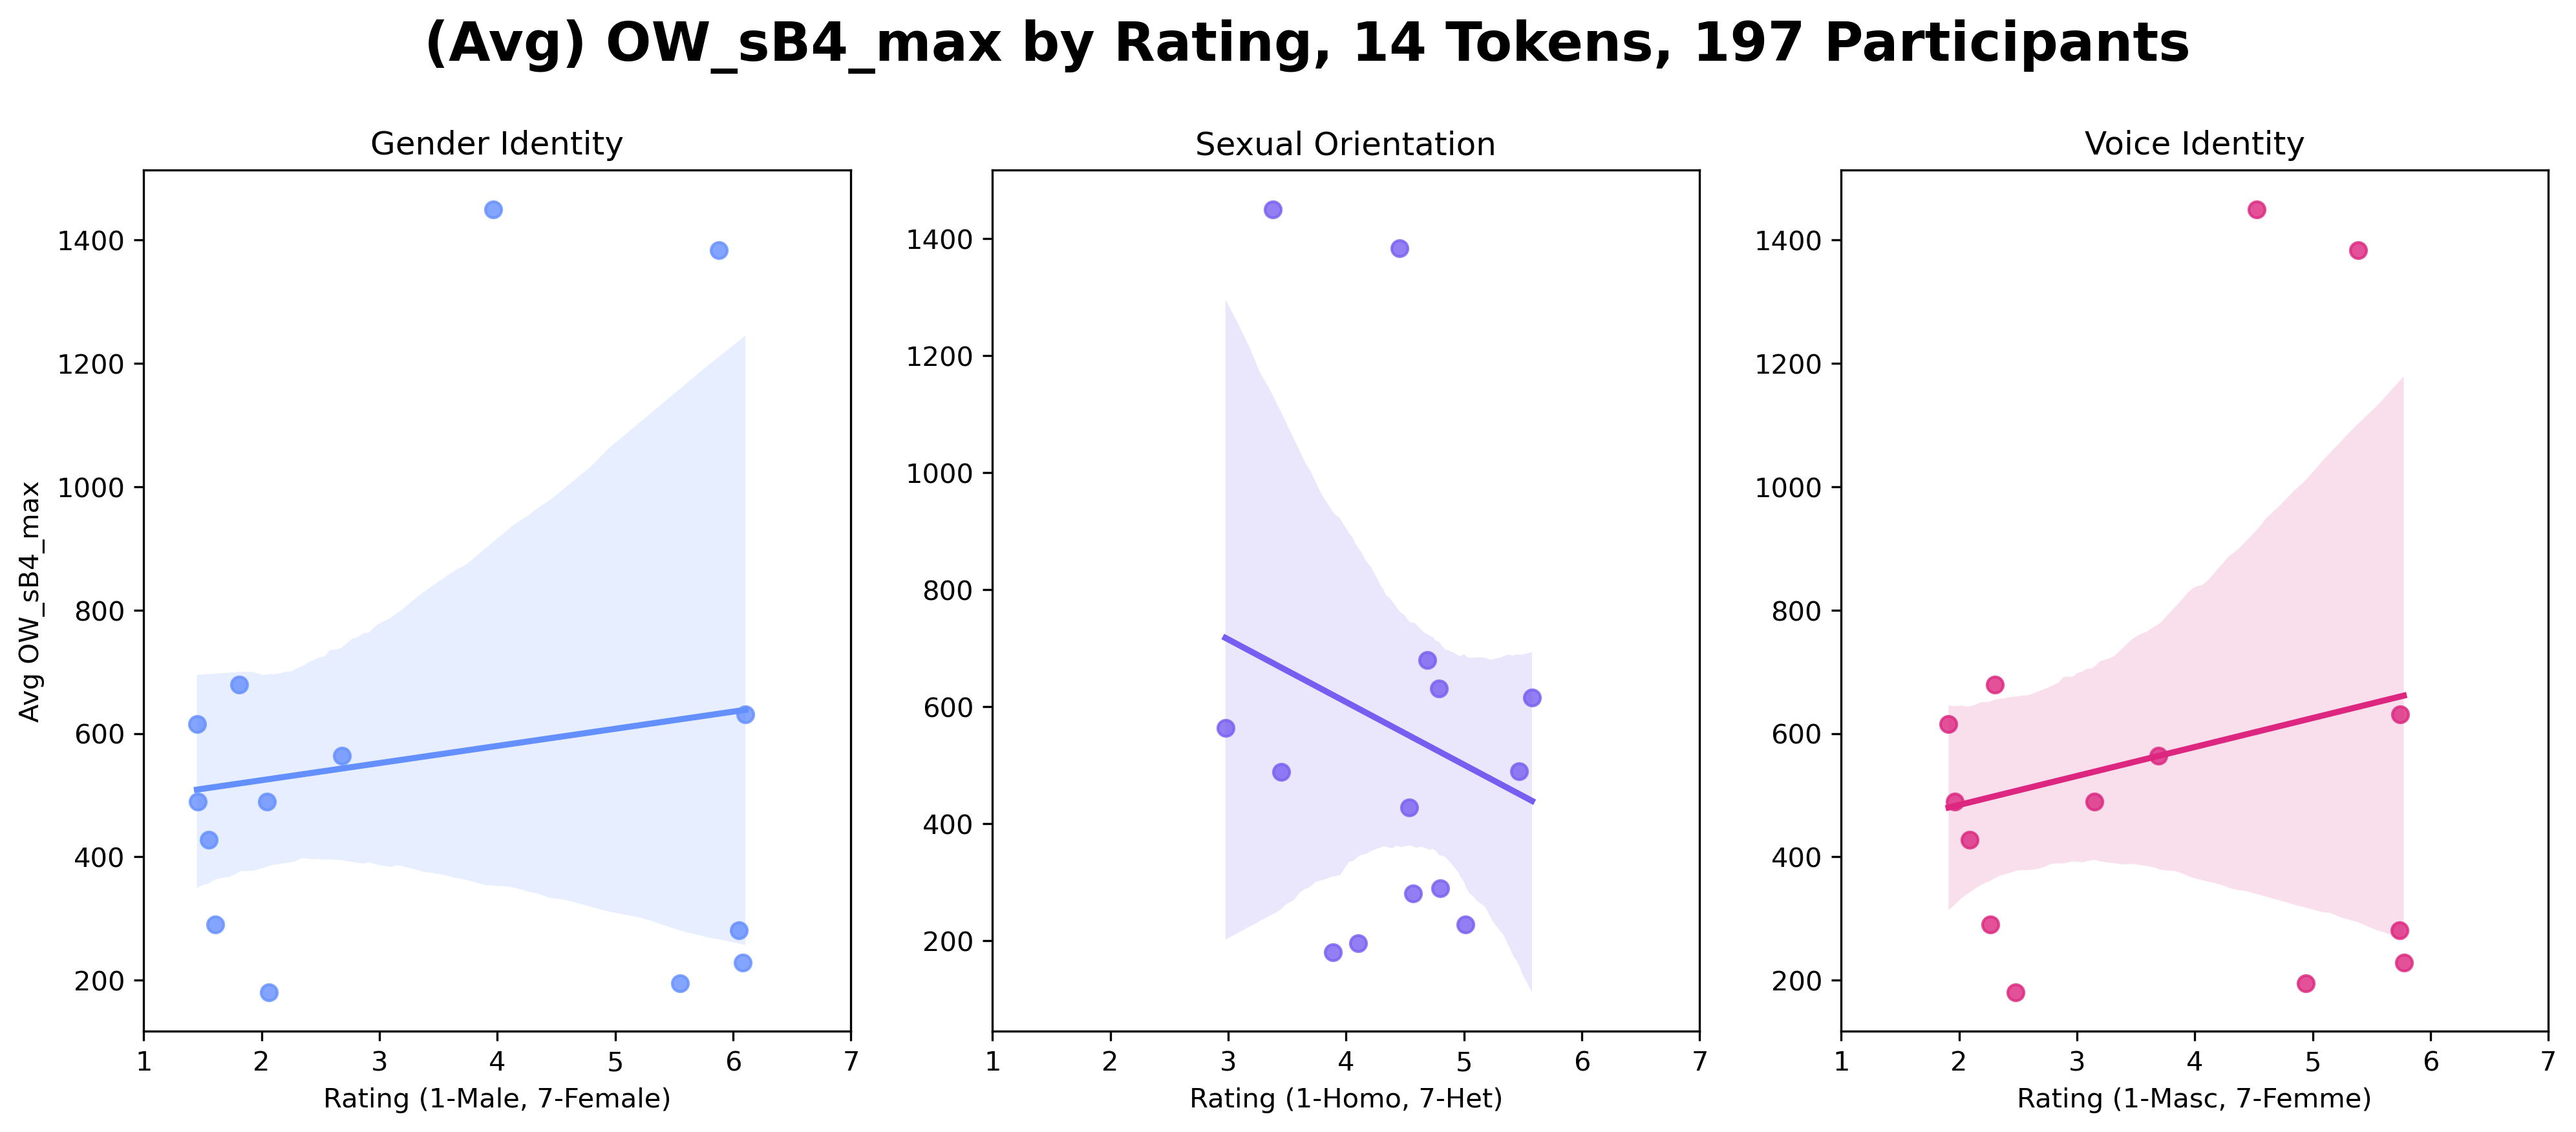 (Avg) OW_sB4_max by Rating, 14 Tokens, 197 Participants
Gender Identity
Avg OW_sB4_max
1400
1200
1000
800
600
400
200
1 2 3 4 5 6 7
Rating (1-Male, 7-Female)
Sexual Orientation
1400
1200
1000
800
600
400
200
1 2 3 4 5 6 7
Rating (1-Homo, 7-Het)
Voice Identity
1400
1200
1000
800
600
400
200
1 2 3 4 5 6 7
Rating (1-Masc, 7-Femme)